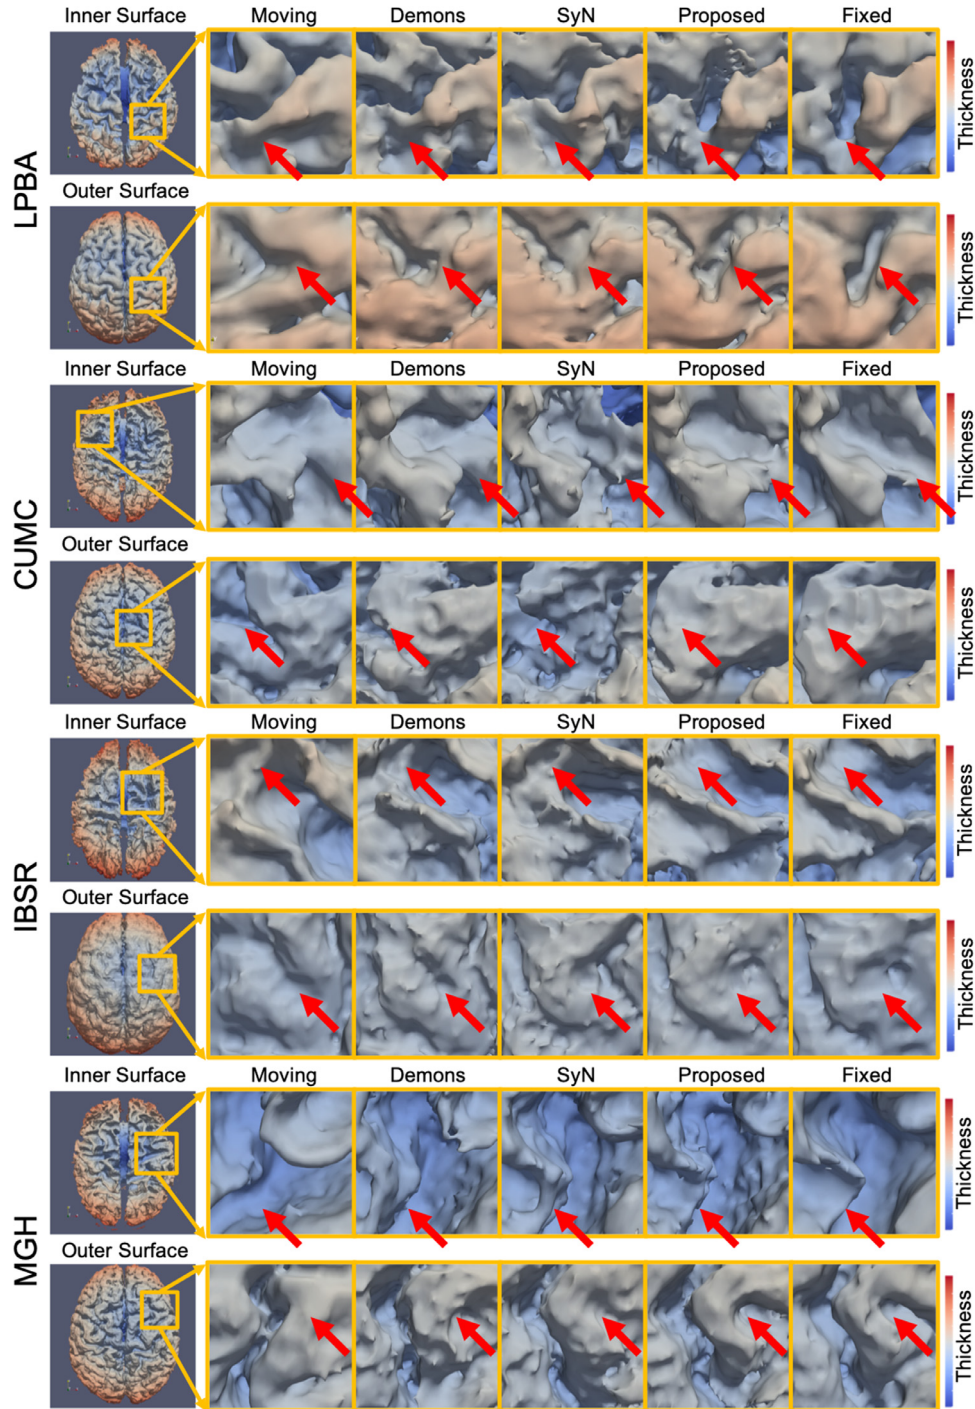 LPBA
Inner Surface Moving Demons SyN Proposed Fixed
Thickness
Outer Surface
Thickness
CUMC
Inner Surface Moving Demons SyN Proposed Fixed
Thickness
Outer Surface
Thickness
IBSR
Inner Surface Moving Demons SyN Proposed Fixed
Thickness
Outer Surface
Thickness
MGH
Inner Surface Moving Demons SyN Proposed Fixed
Thickness
Outer Surface
Thickness